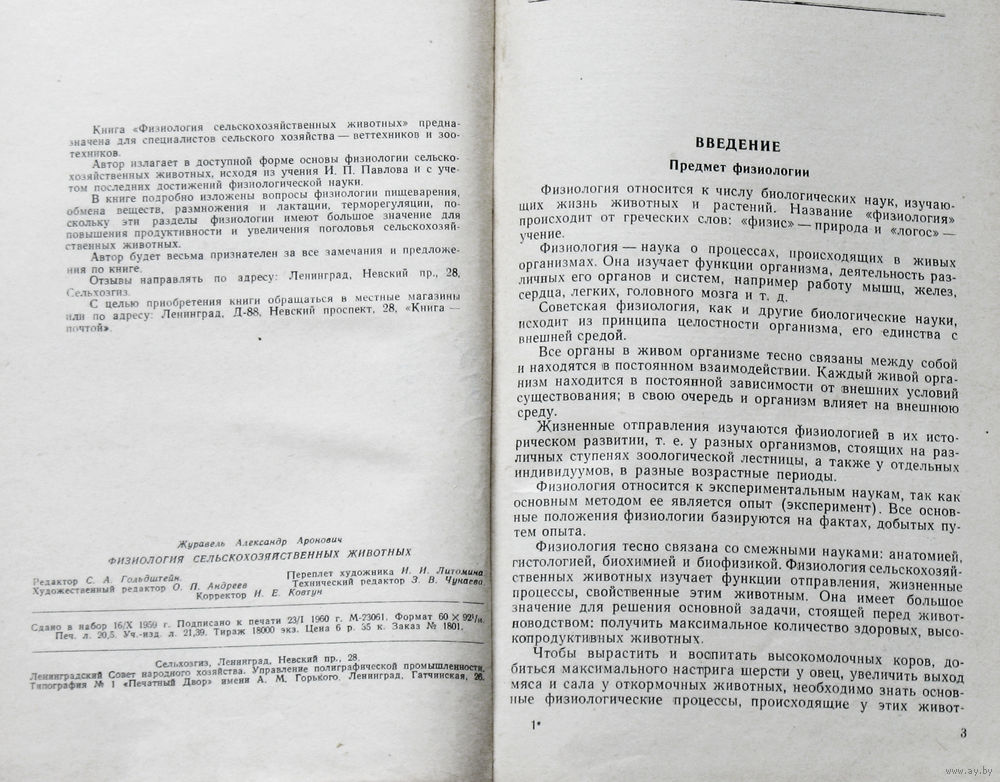 Книга «Физиология сельскохозяйственных животных» предна-
значена для специалистов сельского хозяйства — веттехников и зоо-
техников.
Автор излагает в доступной форме основы физиологии сельско-
хозяйственных животных, исходя из учения И. П. Павлова и с уче-
том последних достижений физиологической науки.
В книге подробно изложены вопросы физиологии пищеварения,
обмена веществ, размножения и лактации, терморегуляции, по-
скольку эти разделы физиологии имеют большое значение для
повышения продуктивности и увеличения поголовья сельскохозяй-
ственных животных.
Автор будет весьма признателен за все замечания и предложе-
ния по книге.
Отзывы направлять по адресу: Ленинград, Невский пр., 28,
Сельхозгиз.
С целью приобретения книги обращаться в местные магазины
или по адресу: Ленинград, Д-88, Невский проспект, 28, «Книга —
почтой».
Журавель Александр Аронович
ФИЗИОЛОГИЯ СЕЛЬСКОХОЗЯЙСТВЕННЫХ ЖИВОТНЫХ
Редактор С. А. Гольдштейн. Переплет художника И. И. Литомина
Художественный редактор О. П. Андреев Технический редактор З. В. Чунаева
Корректор И. Е. Ковтун
Сдано в набор 16/X 1959 г. Подписано к печати 23/I 1960 г. М-23061. Формат 60 × 92¹/₁₆.
Печ. л. 20,5. Уч.-изд. л. 21,39. Тираж 18000 экз. Цена 6 р. 35 к. Заказ № 1801.
Сельхозгиз, Ленинград, Невский пр., 28.
Ленинградский Совет народного хозяйства. Управление полиграфической промышленности.
Типография № 1 «Печатный Двор» имени А. М. Горького. Ленинград, Гатчинская, 26.
ВВЕДЕНИЕ
Предмет физиологии
Физиология относится к числу биологических наук, изучаю-
щих жизнь животных и растений. Название «физиология»
происходит от греческих слов: «физис» — природа и «логос» —
учение.
Физиология — наука о процессах, происходящих в живых
организмах. Она изучает функции организма, деятельность раз-
личных его органов и систем, например работу мышц, желез,
сердца, легких, головного мозга и т. д.
Советская физиология, как и другие биологические науки,
исходит из принципа целостности организма, его единства с
внешней средой.
Все органы в живом организме тесно связаны между собой
и находятся в постоянном взаимодействии. Каждый живой орга-
низм находится в постоянной зависимости от внешних условий
существования; в свою очередь и организм влияет на внешнюю
среду.
Жизненные отправления изучаются физиологией в их исто-
рическом развитии, т. е. у разных организмов, стоящих на раз-
личных ступенях зоологической лестницы, а также у отдельных
индивидуумов, в разные возрастные периоды.
Физиология относится к экспериментальным наукам, так как
основным методом ее является опыт (эксперимент). Все основ-
ные положения физиологии базируются на фактах, добытых пу-
тем опыта.
Физиология тесно связана со смежными науками: анатомией,
гистологией, биохимией и биофизикой. Физиология сельскохозяй-
ственных животных изучает функции отправления, жизненные
процессы, свойственные этим животным. Она имеет большое
значение для решения основной задачи, стоящей перед живот-
новодством: получить максимальное количество здоровых, высо-
копродуктивных животных.
Чтобы вырастить и воспитать высокомолочных коров, до-
биться максимального настрига шерсти у овец, увеличить выход
мяса и сала у откормочных животных, необходимо знать основ-
ные физиологические процессы, происходящие у этих живот-
1*
3
www.ay.by